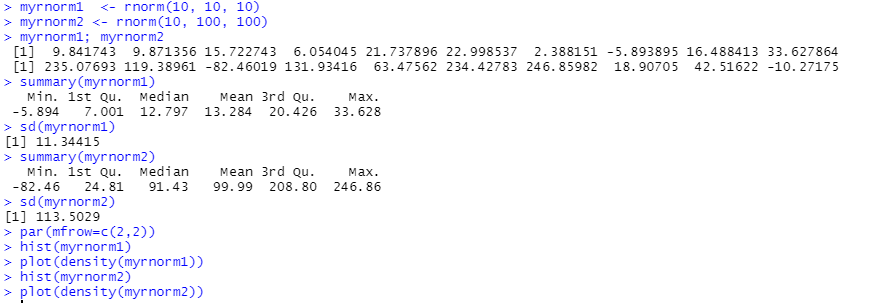 > myrnorm1  <- rnorm(10, 10, 10)
> myrnorm2 <- rnorm(10, 100, 100)
> myrnorm1; myrnorm2
 [1]  9.841743  9.871356 15.722743  6.054045 21.737896 22.998537  2.388151 -5.893895 16.488413 33.627864
 [1] 235.07693 119.38961 -82.46019 131.93416  63.47562 234.42783 246.85982  18.90705  42.51622 -10.27175
> summary(myrnorm1)
   Min. 1st Qu.  Median    Mean 3rd Qu.    Max.
 -5.894   7.001  12.797  13.284  20.426  33.628
> sd(myrnorm1)
[1] 11.34415
> summary(myrnorm2)
   Min. 1st Qu.  Median    Mean 3rd Qu.    Max.
 -82.46   24.81   91.43   99.99  208.80  246.86
> sd(myrnorm2)
[1] 113.5029
> par(mfrow=c(2,2))
> hist(myrnorm1)
> plot(density(myrnorm1))
> hist(myrnorm2)
> plot(density(myrnorm2))